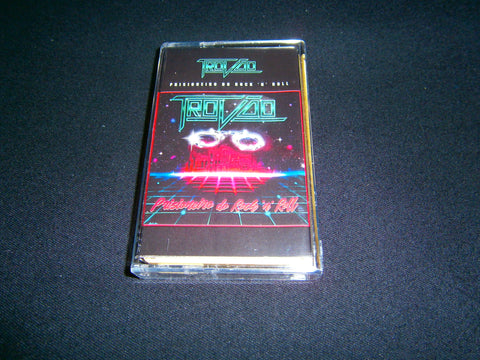 TROVÃO
PRISIONEIRO DO ROCK 'N' ROLL
TROVÃO
Prisioneiro do Rock 'n' Roll